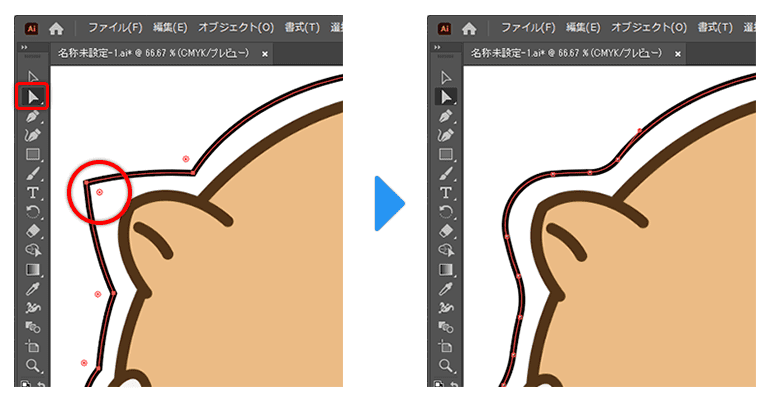 Ai ファイル(F) 編集(E) オブジェクト(O) 書式(T) 選
名称未設定-1.ai* @ 66.67 % (CMYK/プレビュー) ×
Ai ファイル(F) 編集(E) オブジェクト(O) 書式(T) 選択
名称未設定-1.ai* @ 66.67 % (CMYK/プレビュー) ×